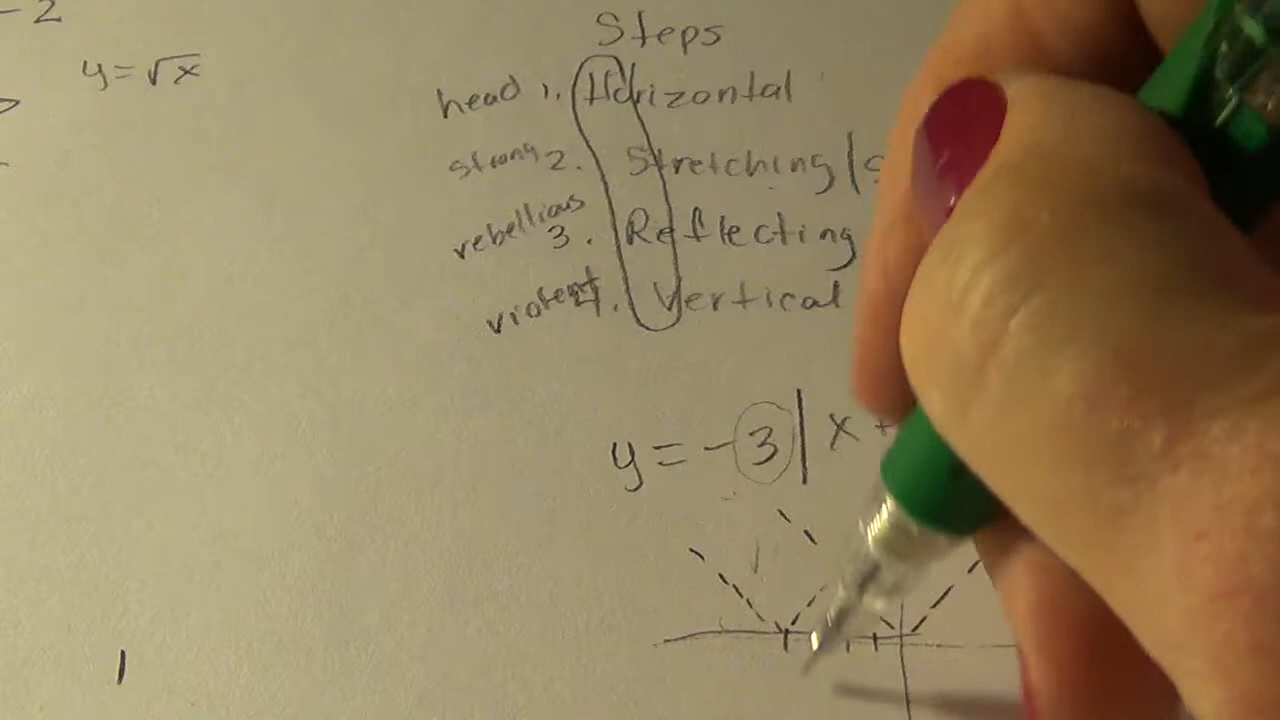 -2
y = √x
Steps
head 1. Horizontal
strong 2. Stretching/s
rebellious 3. Reflecting
violent 4. Vertical
y = -3|x+